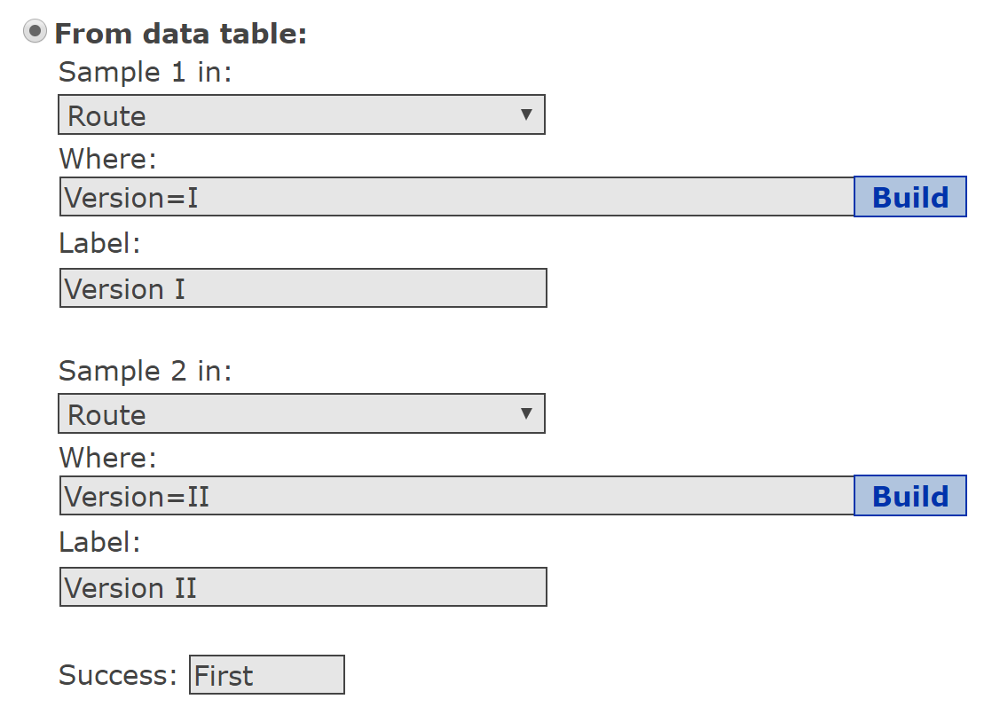 From data table:
Sample 1 in:
Route
Where:
Version=I
Build
Label:
Version I
Sample 2 in:
Route
Where:
Version=II
Build
Label:
Version II
Success: First